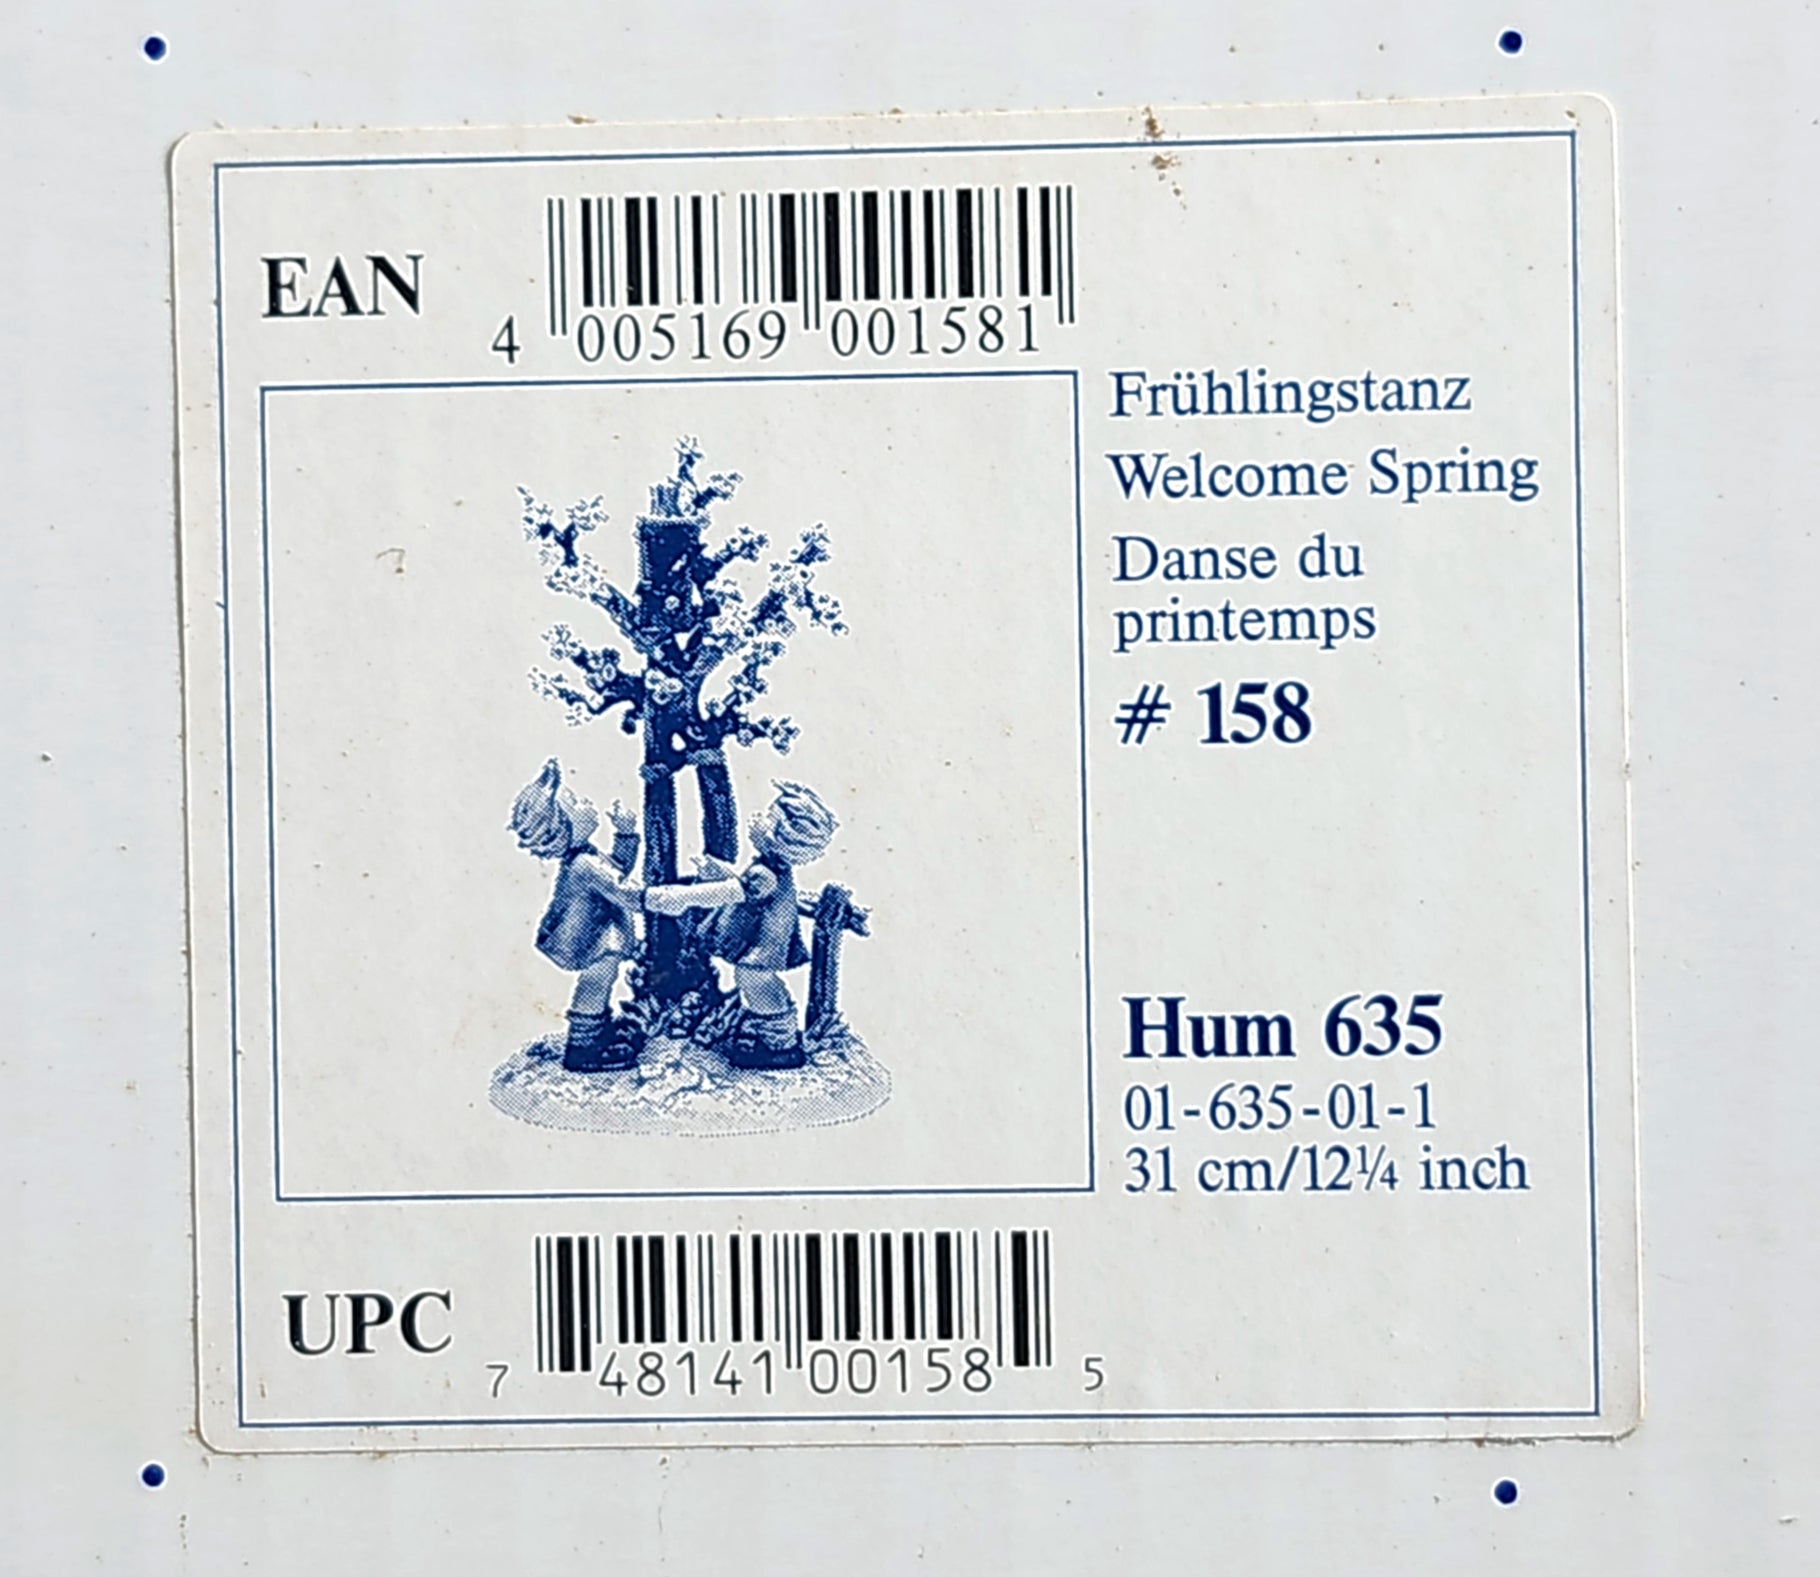 EAN
4 005169 001581
Frühlingstanz
Welcome Spring
Danse du
printemps
# 158
Hum 635
01-635-01-1
31 cm/12¼ inch
UPC
7 48141 00158 5